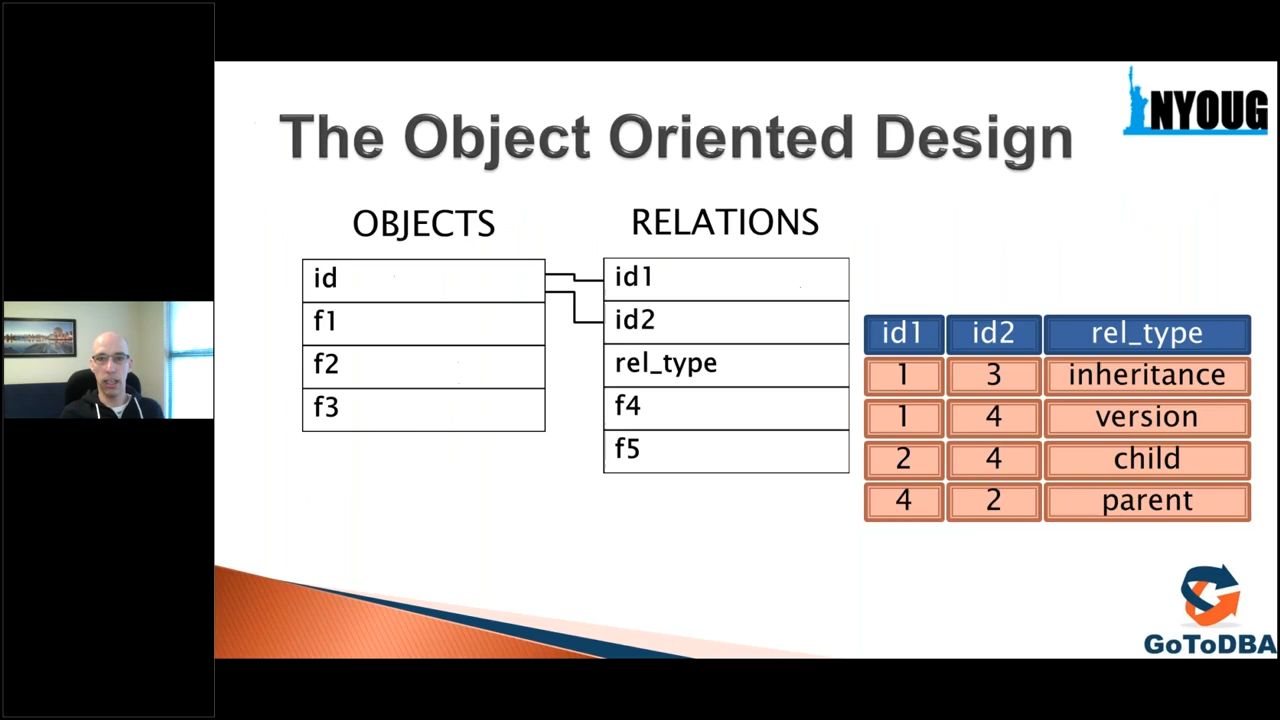 NYOUG
The Object Oriented Design
OBJECTS
id
f1
f2
f3
RELATIONS
id1
id2
rel_type
f4
f5
id1 id2 rel_type
1 3 inheritance
1 4 version
2 4 child
4 2 parent
GoToDBA